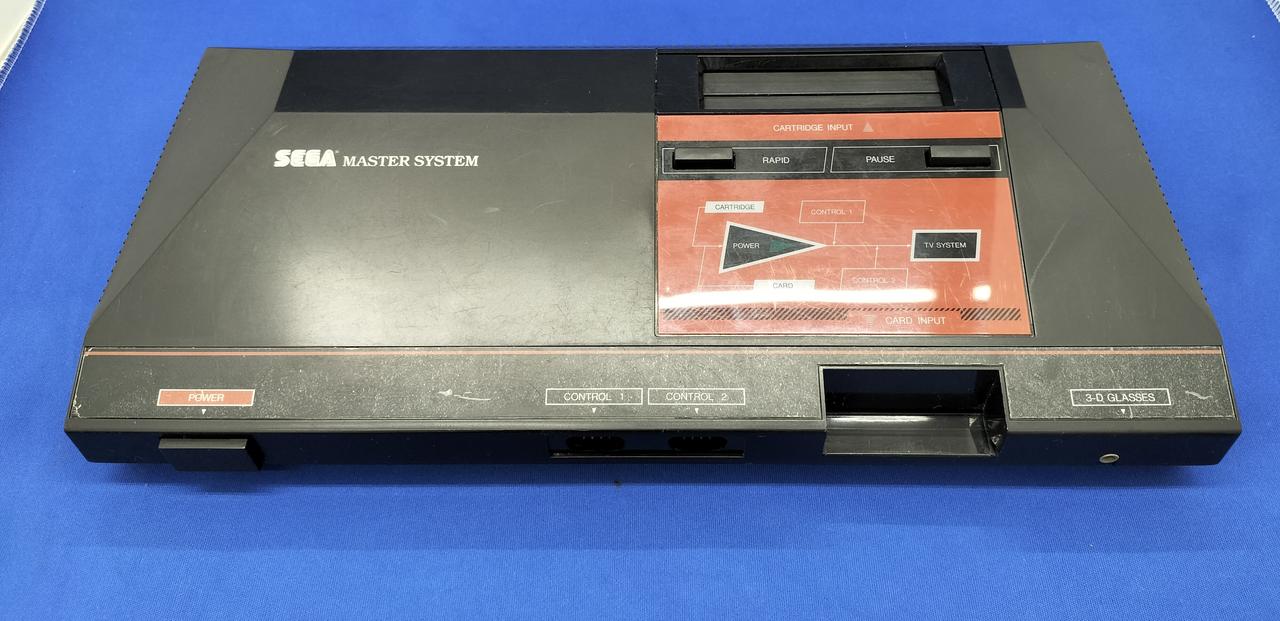 CARTRIDGE INPUT
SEGA® MASTER SYSTEM
RAPID
PAUSE
CARTRIDGE
CONTROL 1
POWER
TV SYSTEM
CONTROL 2
CARD
CARD INPUT
POWER
CONTROL 1
CONTROL 2
3-D GLASSES